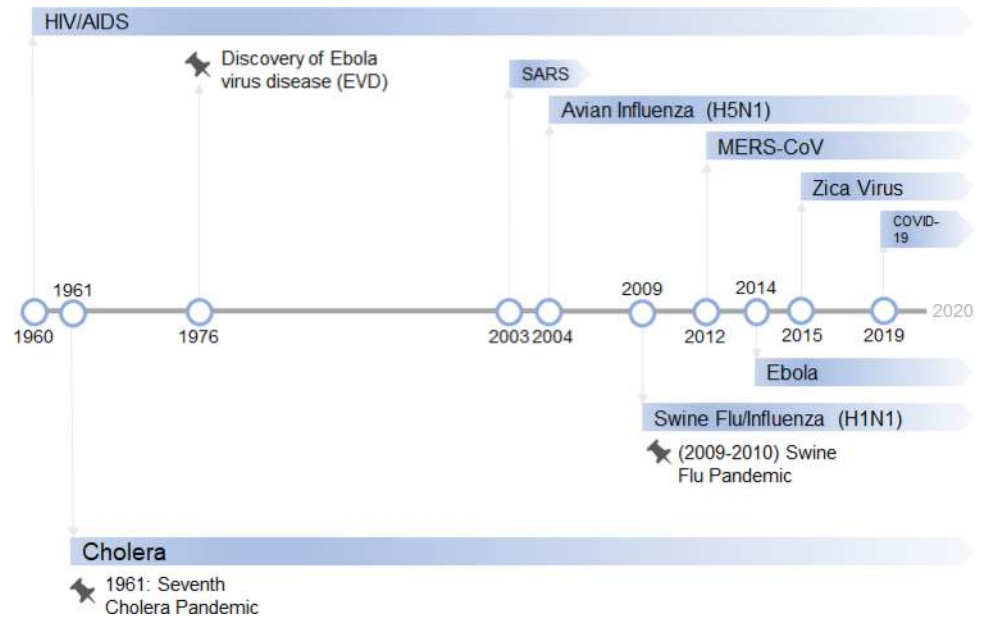 HIV/AIDS
Discovery of Ebola
virus disease (EVD)
SARS
Avian Influenza (H5N1)
MERS-CoV
Zica Virus
COVID-
19
1961
2009
2014
2020
1960
1976
2003
2004
2012
2015
2019
Ebola
Swine Flu/Influenza (H1N1)
(2009-2010) Swine
Flu Pandemic
Cholera
1961: Seventh
Cholera Pandemic